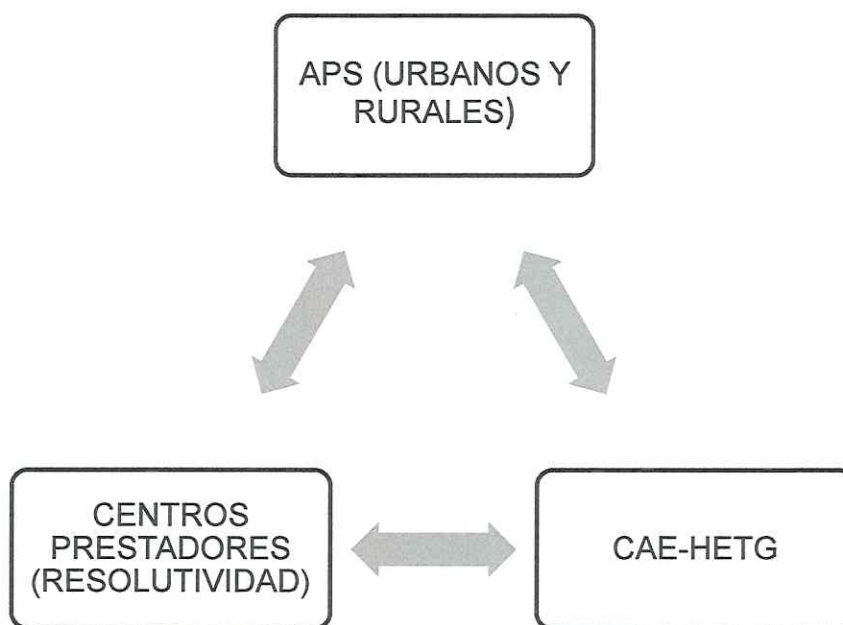 APS (URBANOS Y
RURALES)
CENTROS
PRESTADORES
(RESOLUTIVIDAD)
CAE-HETG